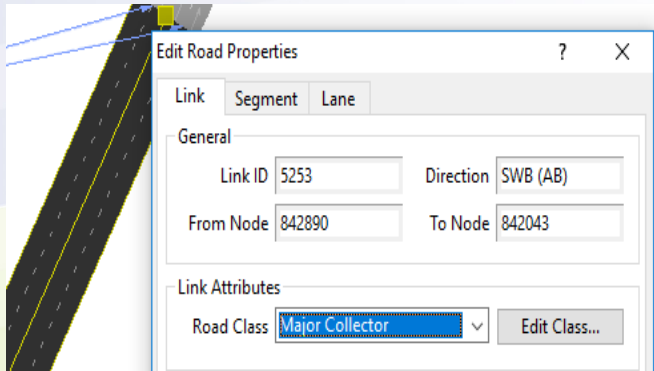 Edit Road Properties ? X
Link Segment Lane
General
Link ID 5253 Direction SWB (AB)
From Node 842890 To Node 842043
Link Attributes
Road Class Major Collector Edit Class...